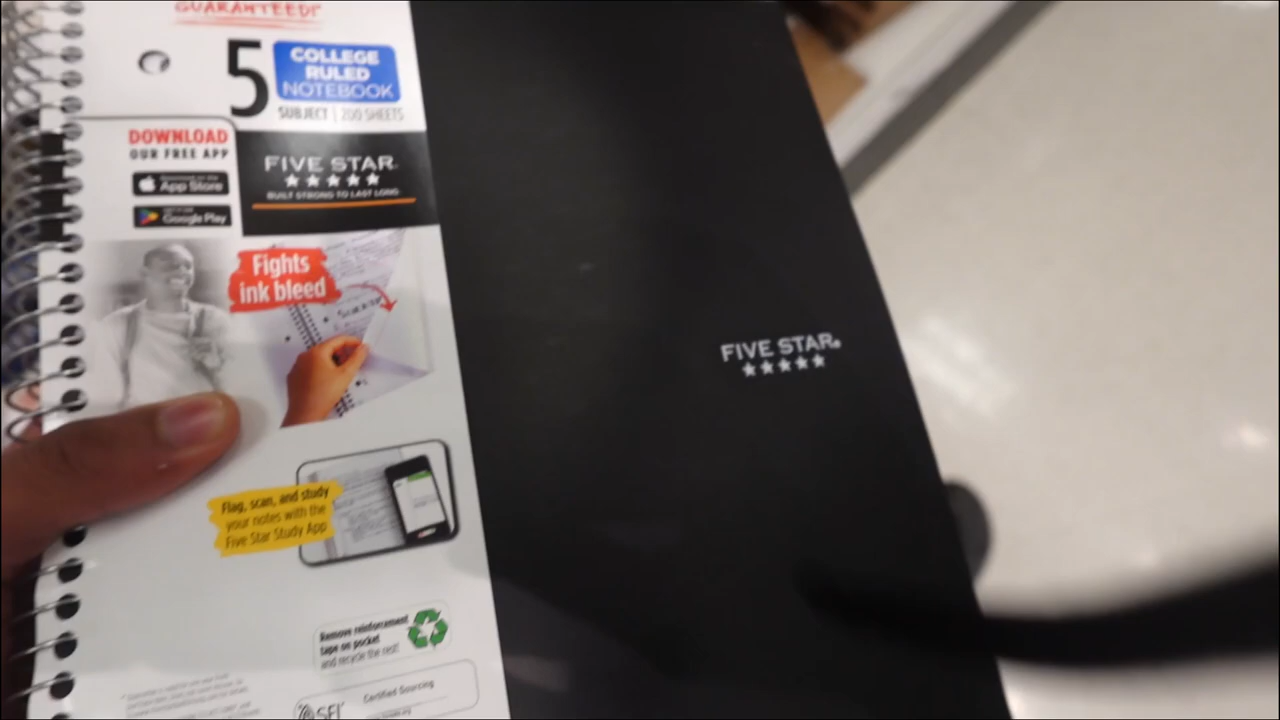 GUARANTEED!*
5
COLLEGE
RULED
NOTEBOOK
SUBJECT | 200 SHEETS
DOWNLOAD
OUR FREE APP
App Store
Google Play
FIVE STAR®
BUILT STRONG TO LAST LONG
Fights
ink bleed
FIVE STAR®
Flag, scan, and study
your notes with the
Five Star Study App
Remove reinforcement
tape on pocket
and recycle the rest!
SFI
Certified Sourcing